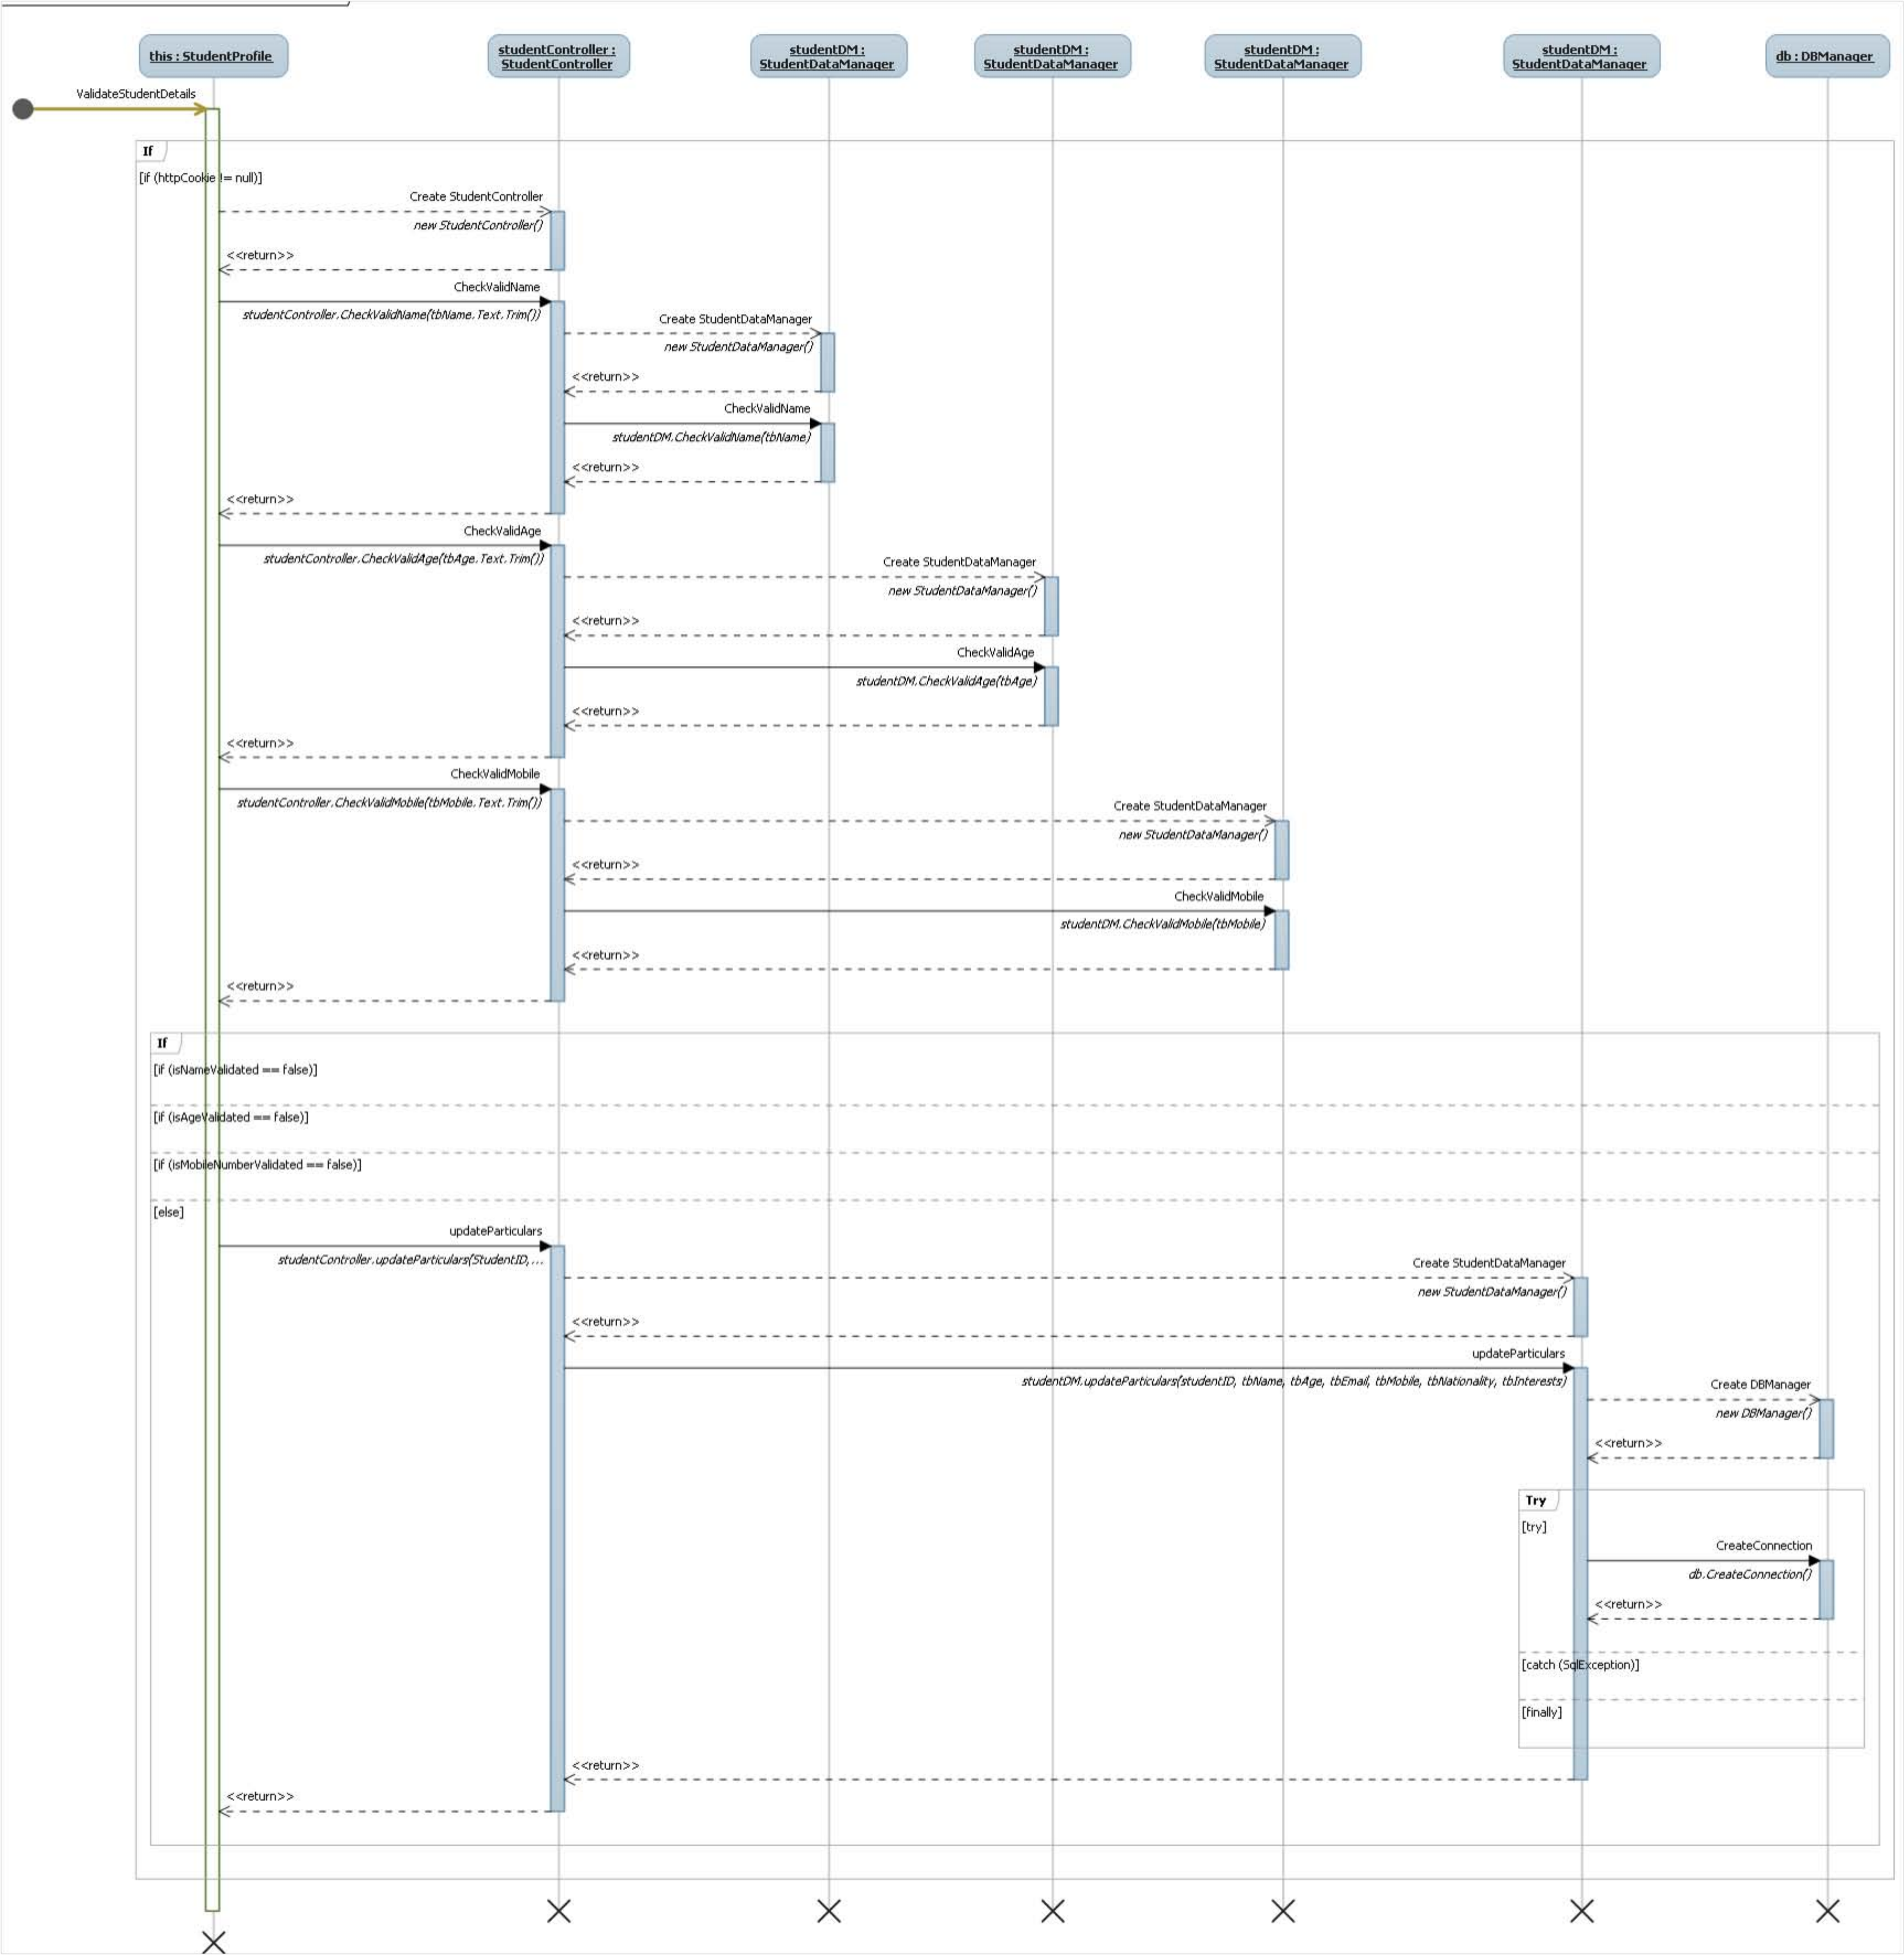 this : StudentProfile
studentController :
StudentController
studentDM :
StudentDataManager
studentDM :
StudentDataManager
studentDM :
StudentDataManager
studentDM :
StudentDataManager
db : DBManager
ValidateStudentDetails
If
[if (httpCookie != null)]
Create StudentController
new StudentController()
<<return>>
CheckValidName
studentController.CheckValidName(tbName.Text.Trim())
Create StudentDataManager
new StudentDataManager()
<<return>>
CheckValidName
studentDM.CheckValidName(tbName)
<<return>>
<<return>>
CheckValidAge
studentController.CheckValidAge(tbAge.Text.Trim())
Create StudentDataManager
new StudentDataManager()
<<return>>
CheckValidAge
studentDM.CheckValidAge(tbAge)
<<return>>
<<return>>
CheckValidMobile
studentController.CheckValidMobile(tbMobile.Text.Trim())
Create StudentDataManager
new StudentDataManager()
<<return>>
CheckValidMobile
studentDM.CheckValidMobile(tbMobile)
<<return>>
<<return>>
If
[if (isNameValidated == false)]
[if (isAgeValidated == false)]
[if (isMobileNumberValidated == false)]
[else]
updateParticulars
studentController.updateParticulars(StudentID,...
Create StudentDataManager
new StudentDataManager()
<<return>>
updateParticulars
studentDM.updateParticulars(studentID, tbName, tbAge, tbEmail, tbMobile, tbNationality, tbInterests)
Create DBManager
new DBManager()
<<return>>
Try
[try]
CreateConnection
db.CreateConnection()
<<return>>
[catch (SqlException)]
[finally]
<<return>>
<<return>>